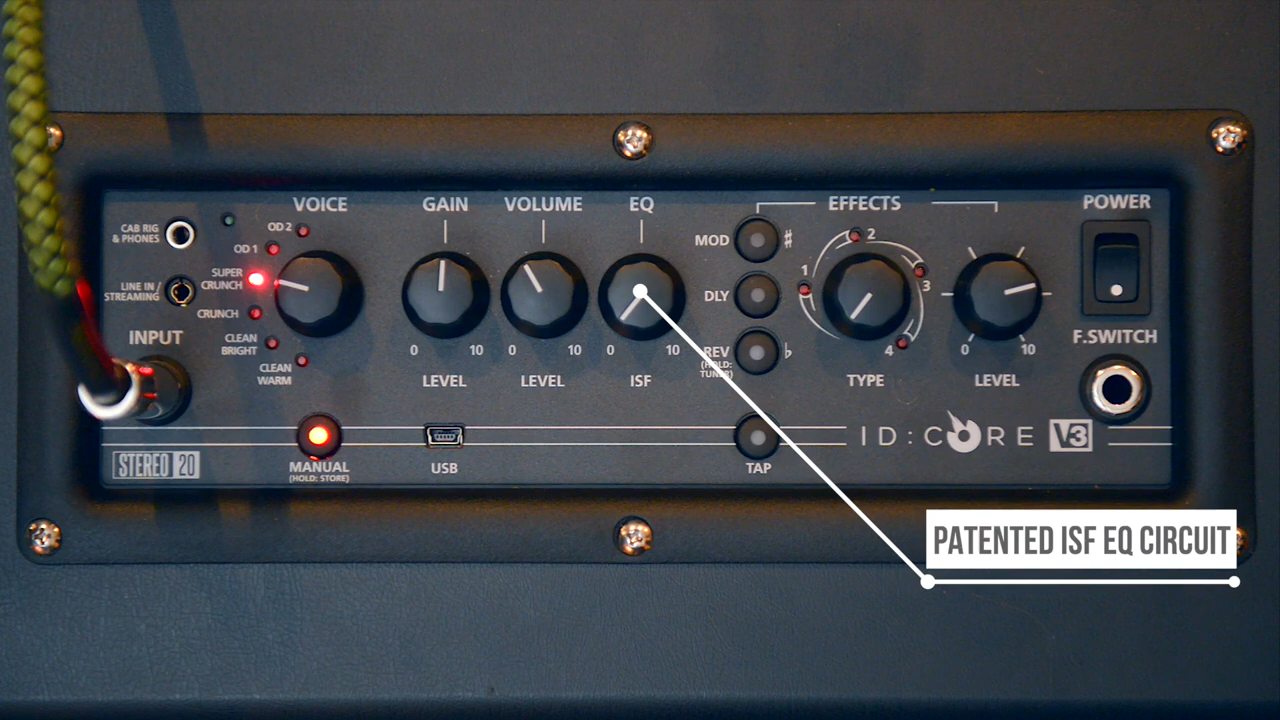 VOICE
GAIN
VOLUME
EQ
EFFECTS
POWER
CAB RIG
& PHONES
OD 2
OD 1
SUPER
CRUNCH
CRUNCH
CLEAN
BRIGHT
CLEAN
WARM
LINE IN/
STREAMING
INPUT
0 10
LEVEL
0 10
LEVEL
0 10
ISF
MOD ♯
DLY
REV ♭
(HOLD:
TUNER)
1
2
3
4
TYPE
0 10
LEVEL
F.SWITCH
STEREO 20
MANUAL
(HOLD: STORE)
USB
TAP
ID:CORE V3
PATENTED ISF EQ CIRCUIT